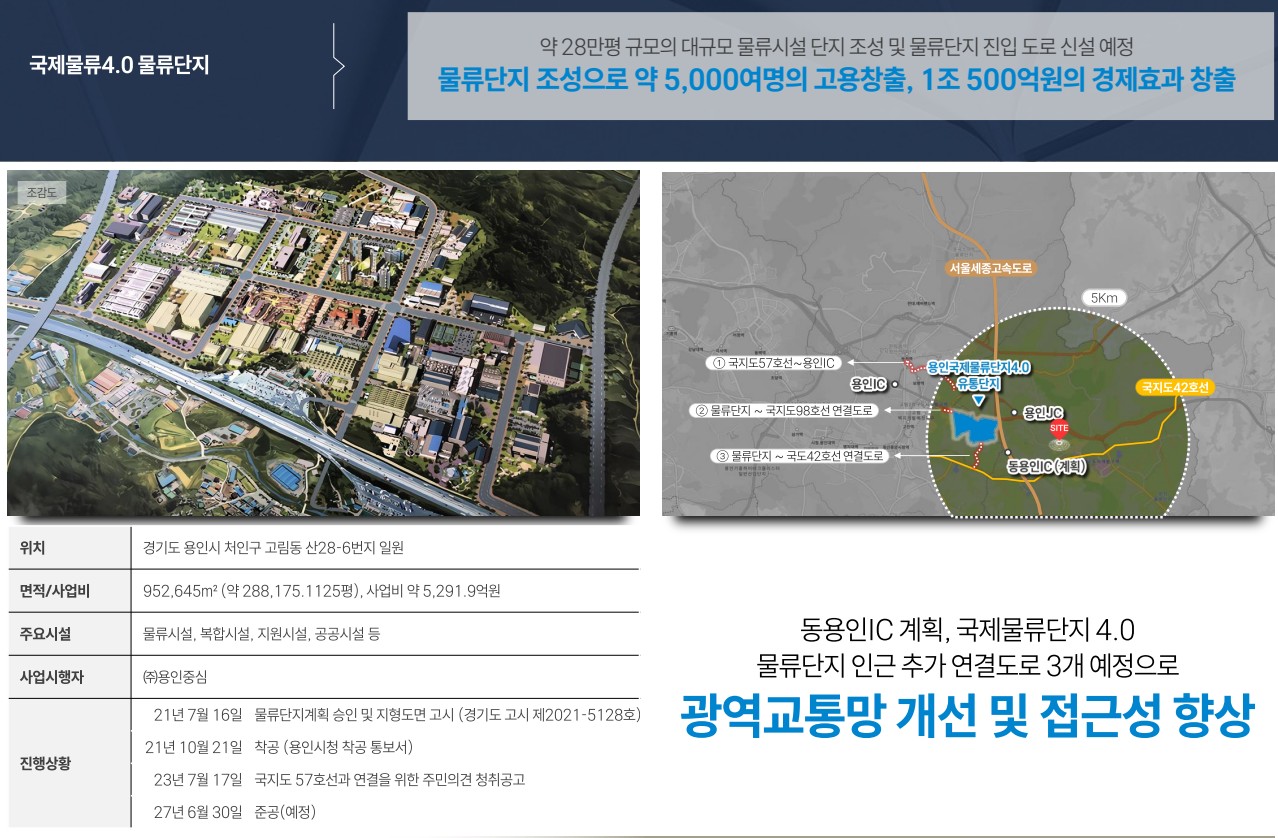 국제물류4.0 물류단지
약 28만평 규모의 대규모 물류시설 단지 조성 및 물류단지 진입 도로 신설 예정
물류단지 조성으로 약 5,000여명의 고용창출, 1조 500억원의 경제효과 창출
조감도
서울세종고속도로
5Km
① 국지도57호선~용인IC
용인국제물류단지4.0
유통단지
용인IC
국지도42호선
② 물류단지 ~ 국지도98호선 연결도로
용인JC
SITE
③ 물류단지 ~ 국도42호선 연결도로
동용인IC (계획)
위치
경기도 용인시 처인구 고림동 산28-6번지 일원
면적/사업비
952,645m² (약 288,175.1125평), 사업비 약 5,291.9억원
주요시설
물류시설, 복합시설, 지원시설, 공공시설 등
사업시행자
㈜용인중심
진행상황
21년 7월 16일 물류단지계획 승인 및 지형도면 고시 (경기도 고시 제2021-5128호)
21년 10월 21일 착공 (용인시청 착공 통보서)
23년 7월 17일 국지도 57호선과 연결을 위한 주민의견 청취공고
27년 6월 30일 준공(예정)
동용인IC 계획, 국제물류단지 4.0
물류단지 인근 추가 연결도로 3개 예정으로
광역교통망 개선 및 접근성 향상